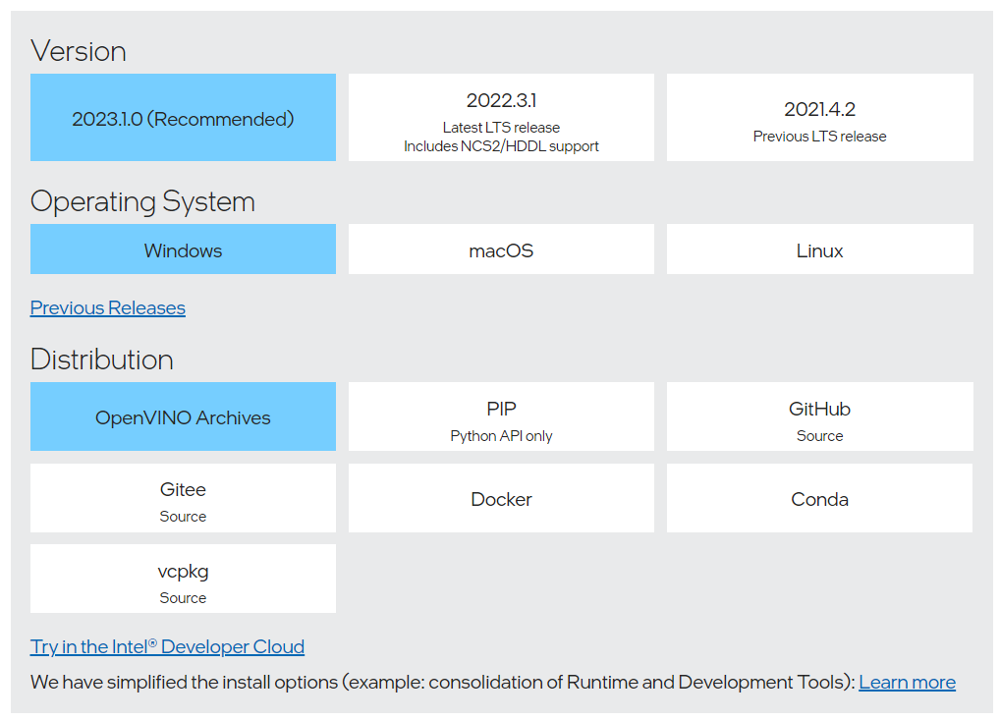 Version
2023.1.0 (Recommended)
2022.3.1
Latest LTS release
Includes NCS2/HDDL support
2021.4.2
Previous LTS release
Operating System
Windows
macOS
Linux
Previous Releases
Distribution
OpenVINO Archives
PIP
Python API only
GitHub
Source
Gitee
Source
Docker
Conda
vcpkg
Source
Try in the Intel® Developer Cloud
We have simplified the install options (example: consolidation of Runtime and Development Tools): Learn more